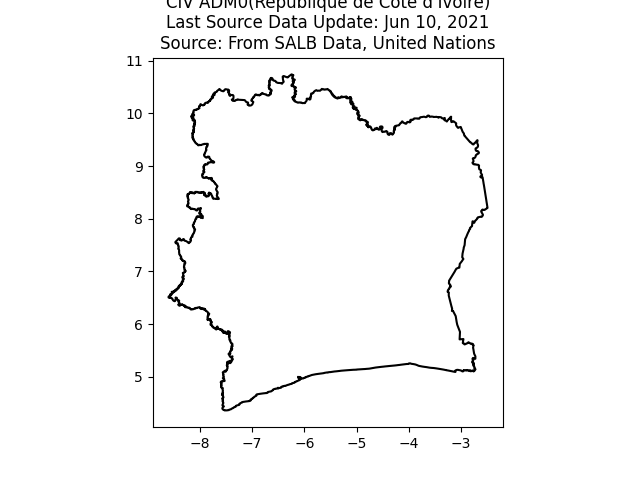 CIV ADM0(République de Côte d'Ivoire)
Last Source Data Update: Jun 10, 2021
Source: From SALB Data, United Nations
11
10
9
8
7
6
5
−8 −7 −6 −5 −4 −3